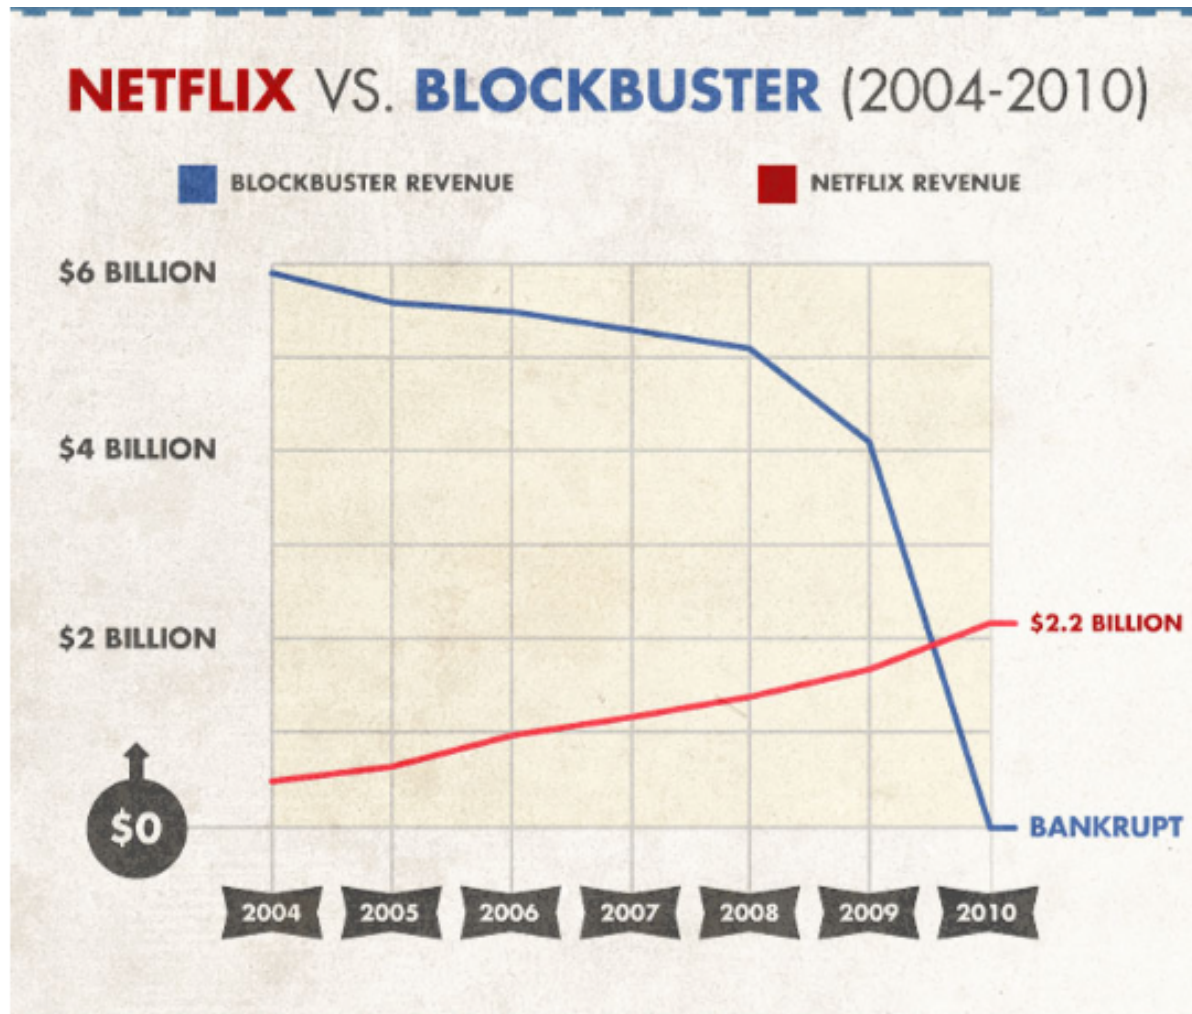 NETFLIX VS. BLOCKBUSTER (2004-2010)
BLOCKBUSTER REVENUE
NETFLIX REVENUE
$6 BILLION
$4 BILLION
$2 BILLION
$2.2 BILLION
$0
BANKRUPT
2004 2005 2006 2007 2008 2009 2010